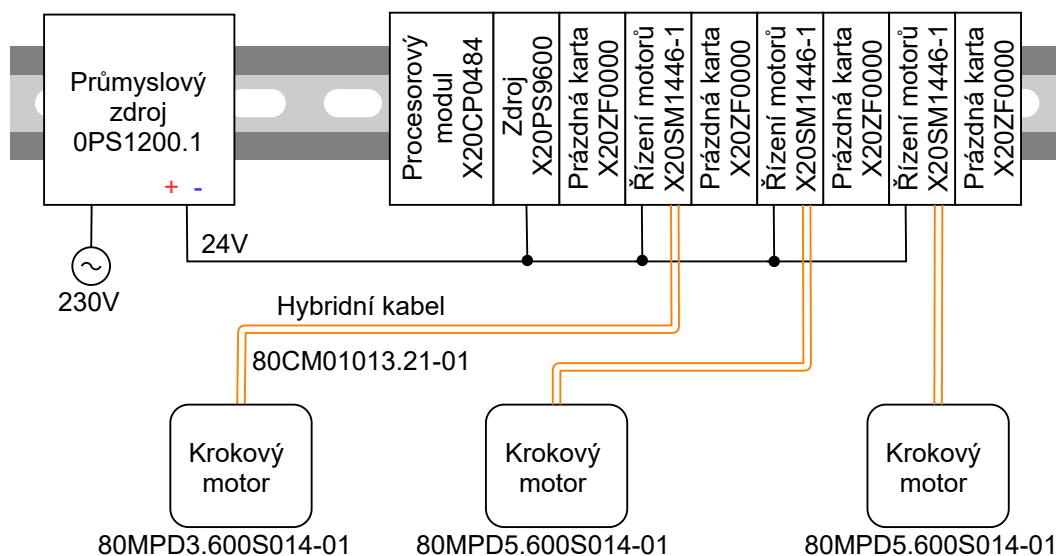 Průmyslový
zdroj
0PS1200.1
+ -
Procesorový
modul
X20CP0484
Zdroj
X20PS9600
Prázdná karta
X20ZF0000
Řízení motorů
X20SM1446-1
Prázdná karta
X20ZF0000
Řízení motorů
X20SM1446-1
Prázdná karta
X20ZF0000
Řízení motorů
X20SM1446-1
Prázdná karta
X20ZF0000
24V
230V
Hybridní kabel
80CM01013.21-01
Krokový
motor
80MPD3.600S014-01
Krokový
motor
80MPD5.600S014-01
Krokový
motor
80MPD5.600S014-01